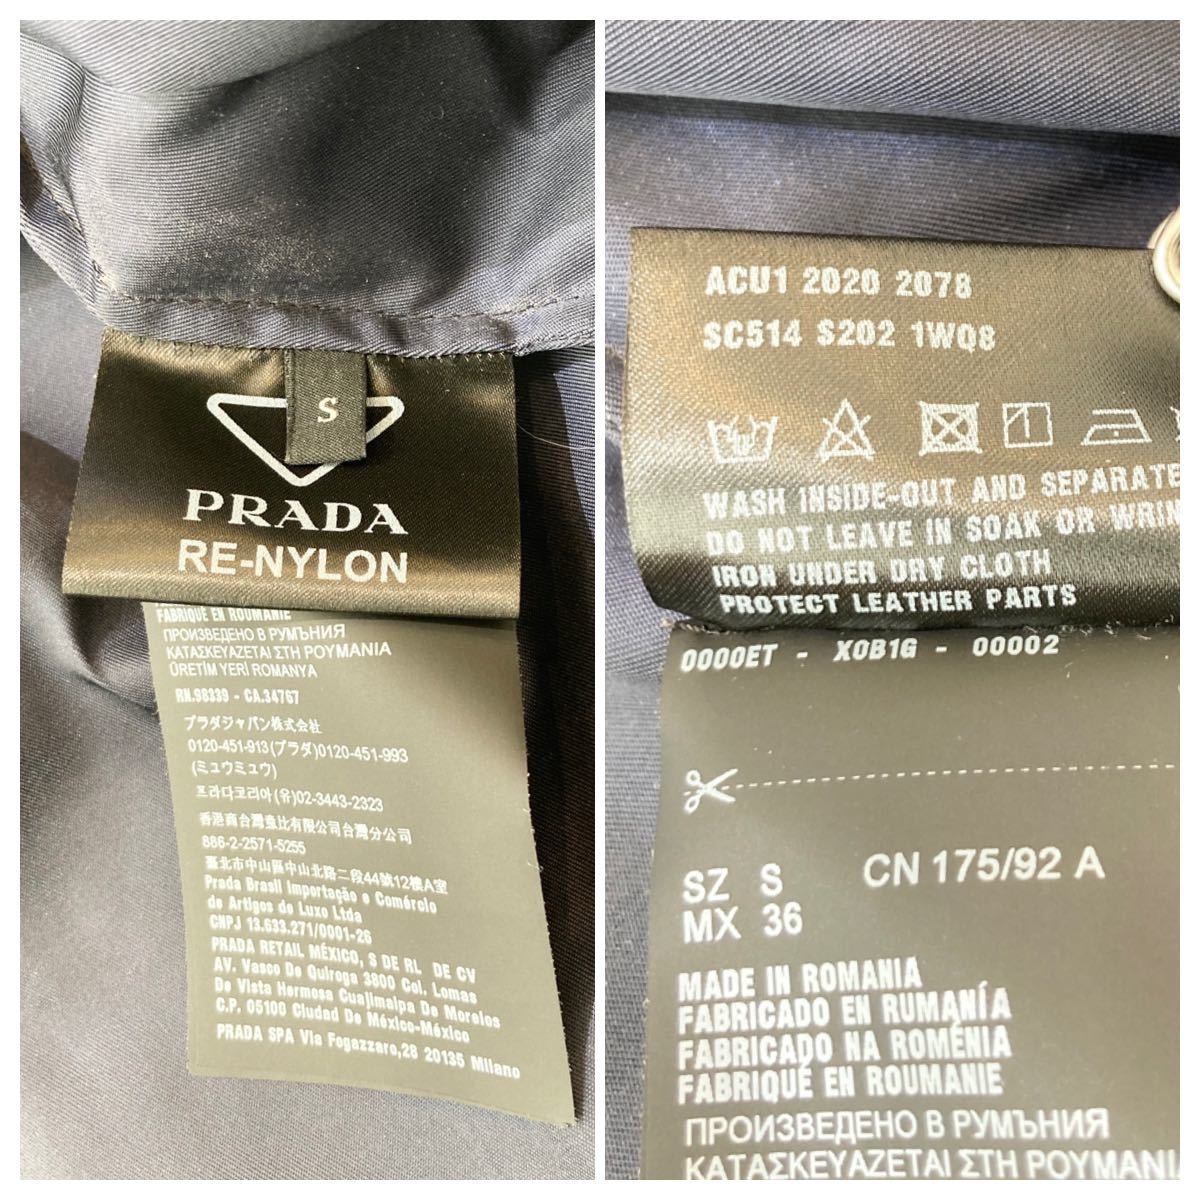 S
PRADA
RE-NYLON
FABRIQUÉ EN ROUMANIE
ПРОИЗВЕДЕНО В РУМЪНИЯ
ΚΑΤΑΣΚΕΥΑΖΕΤΑΙ ΣΤΗ ΡΟΥΜΑΝΙΑ
ÜRETİM YERİ ROMANYA
RN.98339 - CA.34767
プラダジャパン株式会社
0120-451-913(プラダ)0120-451-993
(ミュウミュウ)
프라다코리아(유)02-3443-2323
香港商台灣壹比有限公司台灣分公司
886-2-2571-5255
臺北市中山區中山北路二段44號12樓A室
Prada Brasil Importação e Comércio
de Artigos de Luxo Ltda
CNPJ 13.633.271/0001-26
PRADA RETAIL MÉXICO, S DE RL DE CV
AV. Vasco De Quiroga 3800 Col. Lomas
De Vista Hermosa Cuajimalpa De Morelos
C.P. 05100 Ciudad De México-México
PRADA SPA Via Fogazzaro,28 20135 Milano
ACU1 2020 2078
SC514 S202 1WQ8
WASH INSIDE-OUT AND SEPARATE
DO NOT LEAVE IN SOAK OR WRIN
IRON UNDER DRY CLOTH
PROTECT LEATHER PARTS
0000ET - X0B1G - 00002
SZ S CN 175/92 A
MX 36
MADE IN ROMANIA
FABRICADO EN RUMANÍA
FABRICADO NA ROMÉNIA
FABRIQUÉ EN ROUMANIE
ПРОИЗВЕДЕНО В РУМЪНИЯ
ΚΑΤΑΣΚΕΥΑΖΕΤΑΙ ΣΤΗ ΡΟΥΜΑΝΙ